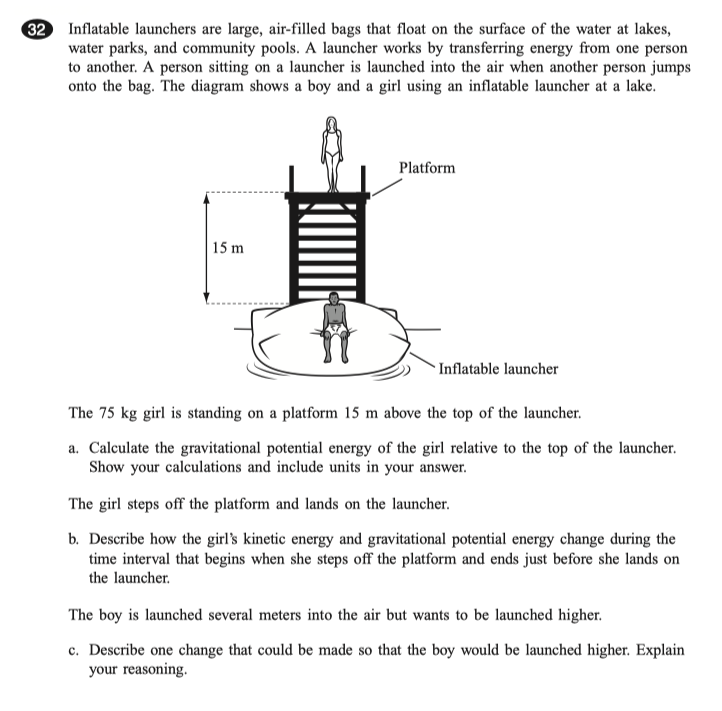 32 Inflatable launchers are large, air-filled bags that float on the surface of the water at lakes,
water parks, and community pools. A launcher works by transferring energy from one person
to another. A person sitting on a launcher is launched into the air when another person jumps
onto the bag. The diagram shows a boy and a girl using an inflatable launcher at a lake.
Platform
15 m
Inflatable launcher
The 75 kg girl is standing on a platform 15 m above the top of the launcher.
a. Calculate the gravitational potential energy of the girl relative to the top of the launcher.
Show your calculations and include units in your answer.
The girl steps off the platform and lands on the launcher.
b. Describe how the girl's kinetic energy and gravitational potential energy change during the
time interval that begins when she steps off the platform and ends just before she lands on
the launcher.
The boy is launched several meters into the air but wants to be launched higher.
c. Describe one change that could be made so that the boy would be launched higher. Explain
your reasoning.